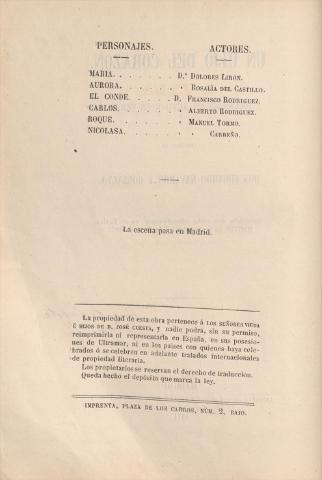 PERSONAJES. ACTORES.
MARIA. . . . . . . D.ª DOLORES LIRON.
AURORA. . . . . . . ROSALÍA DEL CASTILLO.
EL CONDE. . . . . . D. FRANCISCO RODRIGUEZ.
CARLOS. . . . . . . ALBERTO RODRIGUEZ.
ROQUE. . . . . . . MANUEL TORMO.
NICOLASA. . . . . . CARREÑO.
La escena pasa en Madrid.
La propiedad de esta obra pertenece á LOS SEÑORES VIUDA
É HIJOS DE D. JOSÉ CUESTA, y nadie podrá, sin su permiso,
reimprimirla ni representarla en España, en sus posesio-
nes de Ultramar, ni en los paises con quienes haya cele-
brados ó se celebren en adelante tratados internacionales
de propiedad literaria.
Los propietarios se reservan el derecho de traduccion.
Queda hecho el depósito que marca la ley.
IMPRENTA, PLAZA DE LOS CARROS, NÚM. 2, BAJO.